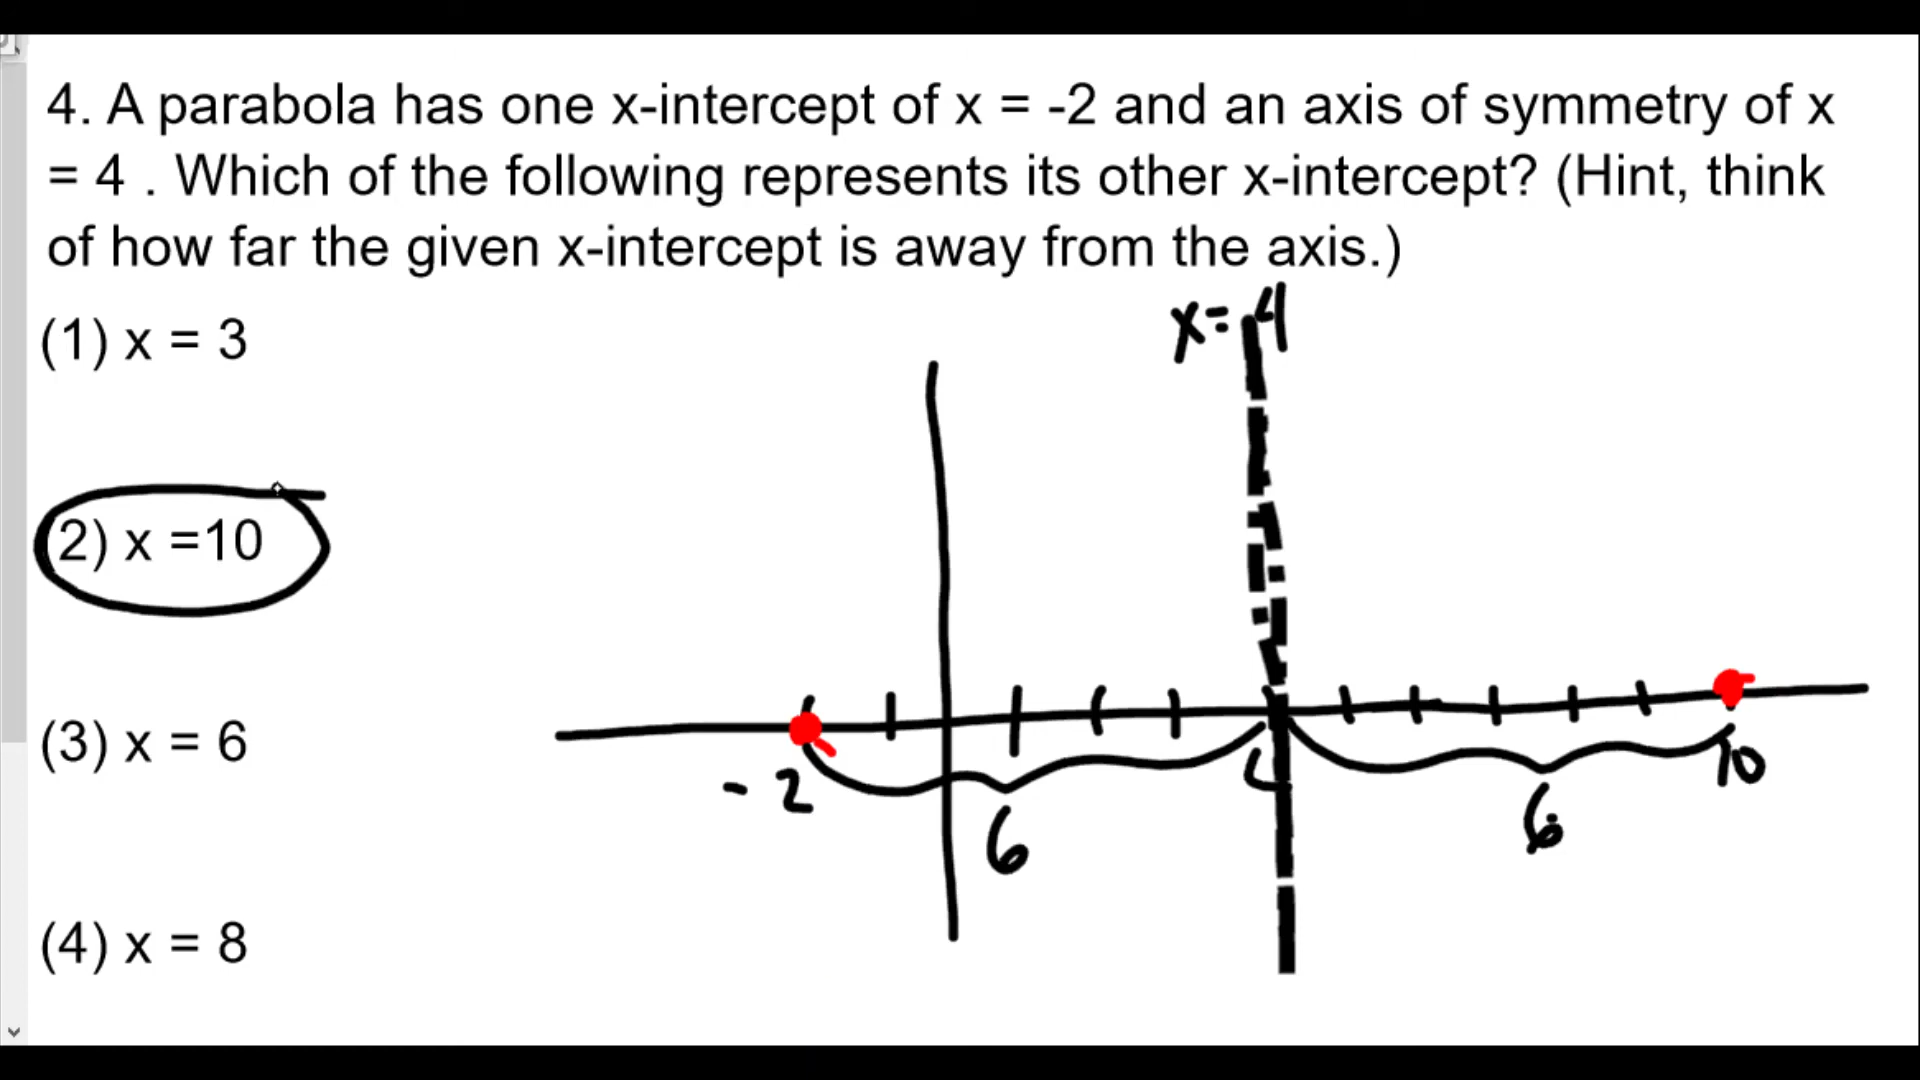 4. A parabola has one x-intercept of x = -2 and an axis of symmetry of x
= 4 . Which of the following represents its other x-intercept? (Hint, think
of how far the given x-intercept is away from the axis.)
(1) x = 3
x=4
(2) x =10
(3) x = 6
-2
4
10
6
6
(4) x = 8